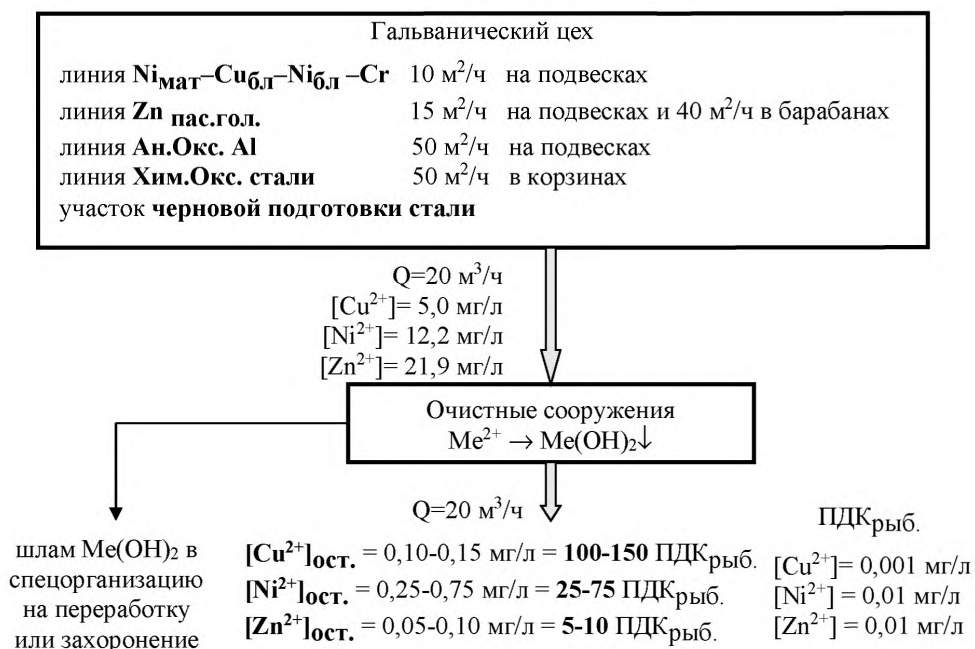 Гальванический цех
линия Niмат–Cuбл–Niбл –Cr 10 м²/ч на подвесках
линия Zn пас.гол. 15 м²/ч на подвесках и 40 м²/ч в барабанах
линия Ан.Окс. Al 50 м²/ч на подвесках
линия Хим.Окс. стали 50 м²/ч в корзинах
участок черновой подготовки стали
Q=20 м³/ч
[Cu²⁺]= 5,0 мг/л
[Ni²⁺]= 12,2 мг/л
[Zn²⁺]= 21,9 мг/л
Очистные сооружения
Me²⁺ → Me(OH)₂↓
Q=20 м³/ч
шлам Me(OH)₂ в
спецорганизацию
на переработку
или захоронение
[Cu²⁺]ост. = 0,10-0,15 мг/л = 100-150 ПДКрыб.
[Ni²⁺]ост. = 0,25-0,75 мг/л = 25-75 ПДКрыб.
[Zn²⁺]ост. = 0,05-0,10 мг/л = 5-10 ПДКрыб.
ПДКрыб.
[Cu²⁺]= 0,001 мг/л
[Ni²⁺]= 0,01 мг/л
[Zn²⁺] = 0,01 мг/л